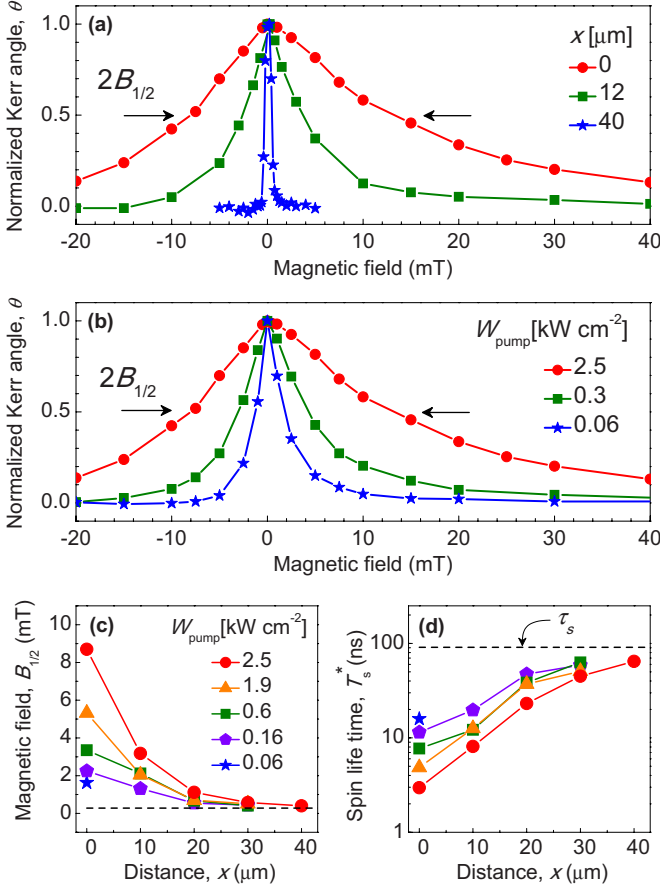 (a)
Normalized Kerr angle, θ
1.0
0.5
0.0
2B1/2
x [μm]
0
12
40
-20 -10 0 10 20 30 40
Magnetic field (mT)
(b)
Normalized Kerr angle, θ
1.0
0.5
0.0
2B1/2
Wpump[kW cm-2]
2.5
0.3
0.06
-20 -10 0 10 20 30 40
Magnetic field (mT)
(c)
Magnetic field, B1/2 (mT)
10
8
6
4
2
0
Wpump[kW cm-2]
2.5
1.9
0.6
0.16
0.06
0 10 20 30 40
Distance, x (μm)
(d)
Spin life time, Ts* (ns)
100
10
1
τs
0 10 20 30 40
Distance, x (μm)